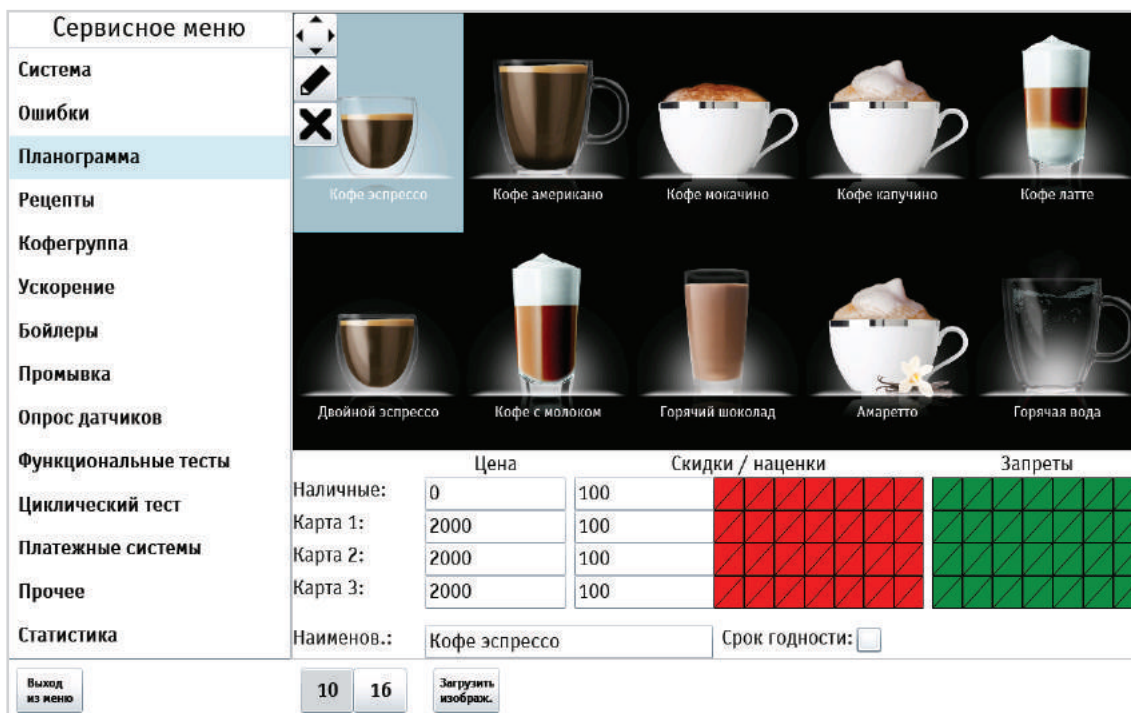 Сервисное меню
Система
Ошибки
Планограмма
Рецепты
Кофегруппа
Ускорение
Бойлеры
Промывка
Опрос датчиков
Функциональные тесты
Циклический тест
Платежные системы
Прочее
Статистика
Выход
из меню
Кофе эспрессо Кофе американо Кофе мокачино Кофе капучино Кофе латте
Двойной эспрессо Кофе с молоком Горячий шоколад Амаретто Горячая вода
Цена Скидки / наценки Запреты
Наличные: 0 100
Карта 1: 2000 100
Карта 2: 2000 100
Карта 3: 2000 100
Наименов.: Кофе эспрессо Срок годности:
10 16 Загрузить
изображ.